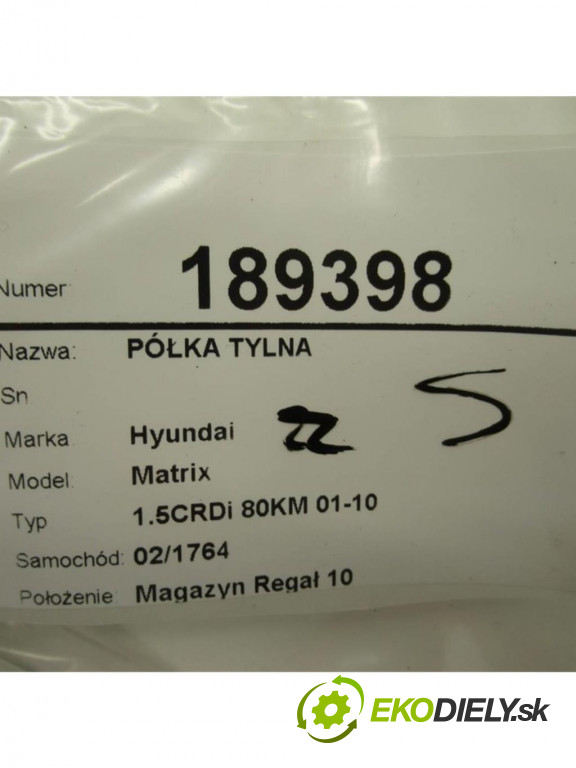 Numer 189398
Nazwa: PÓŁKA TYLNA
Sn
Marka Hyundai
Model: Matrix
Typ 1.5CRDi 80KM 01-10
Samochód: 02/1764
Położenie: Magazyn Regał 10
EKODIELY.sk